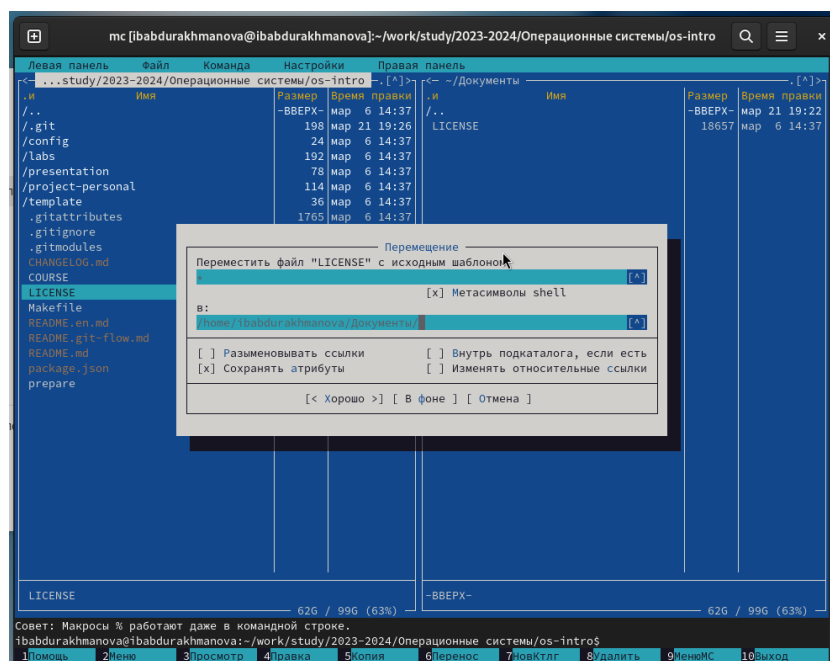 mc [ibabdurakhmanova@ibabdurakhmanova]:~/work/study/2023-2024/Операционные системы/os-intro
Левая панель Файл Команда Настройки Правая панель
<— ...study/2023-2024/Операционные системы/os-intro —.[^]>
<— ~/Документы —.[^]>
.и Имя Размер Время правки .и Имя Размер Время правки
/.. -ВВЕРХ- мар 6 14:37 /.. -ВВЕРХ- мар 21 19:22
/.git 198 мар 21 19:26 LICENSE 18657 мар 6 14:37
/config 24 мар 6 14:37
/labs 192 мар 6 14:37
/presentation 78 мар 6 14:37
/project-personal 114 мар 6 14:37
/template 36 мар 6 14:37
.gitattributes 1765 мар 6 14:37
.gitignore
.gitmodules
CHANGELOG.md
COURSE
LICENSE
Makefile
README.en.md
README.git-flow.md
README.md
package.json
prepare
Перемещение
Переместить файл "LICENSE" с исходным шаблоном
* [^]
[x] Метасимволы shell
в:
/home/ibabdurakhmanova/Документы/ [^]
[ ] Разыменовывать ссылки [ ] Внутрь подкаталога, если есть
[x] Сохранять атрибуты [ ] Изменять относительные ссылки
[< Хорошо >] [ В фоне ] [ Отмена ]
LICENSE -ВВЕРХ-
62G / 99G (63%) 62G / 99G (63%)
Совет: Макросы % работают даже в командной строке.
ibabdurakhmanova@ibabdurakhmanova:~/work/study/2023-2024/Операционные системы/os-intro$
1Помощь 2Меню 3Просмотр 4Правка 5Копия 6Перенос 7НовКтлг 8Удалить 9МенюМС 10Выход